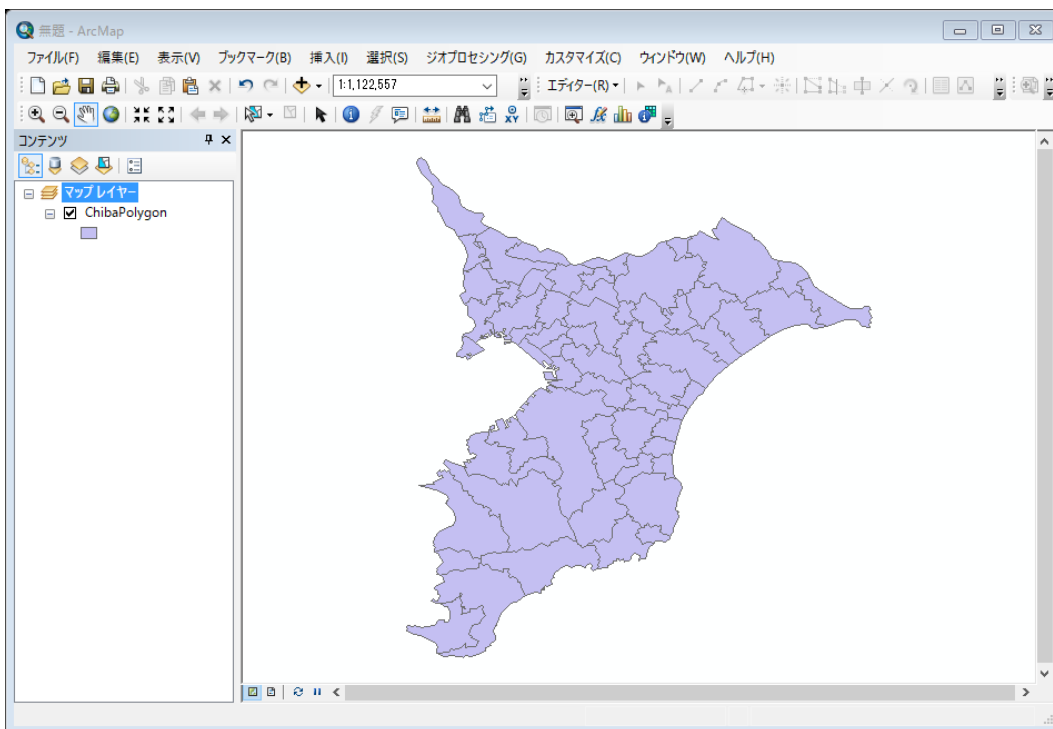 無題 - ArcMap
ファイル(F) 編集(E) 表示(V) ブックマーク(B) 挿入(I) 選択(S) ジオプロセシング(G) カスタマイズ(C) ウィンドウ(W) ヘルプ(H)
1:1,122,557 エディター(R)
コンテンツ
マップ レイヤー
ChibaPolygon